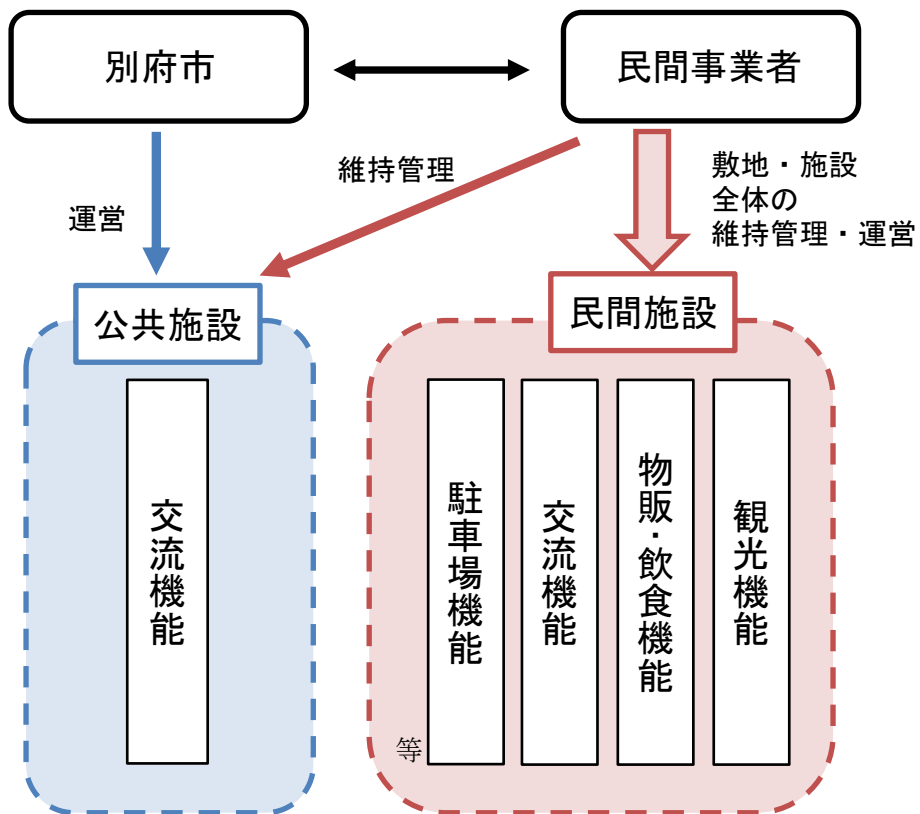 別府市
民間事業者
運営
維持管理
敷地・施設
全体の
維持管理・運営
公共施設
民間施設
交流機能
駐車場機能
交流機能
物販・飲食機能
観光機能
等